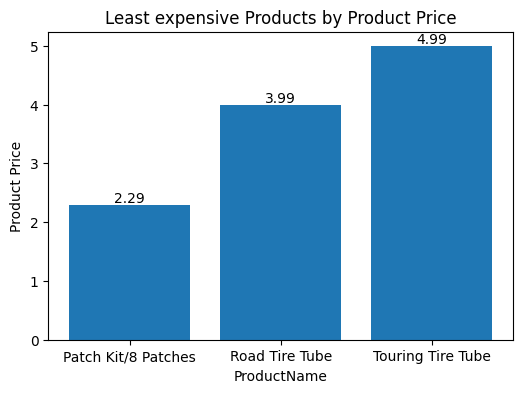 Least expensive Products by Product Price
5
4
3
2
1
0
Product Price
2.29
3.99
4.99
Patch Kit/8 Patches
Road Tire Tube
Touring Tire Tube
ProductName